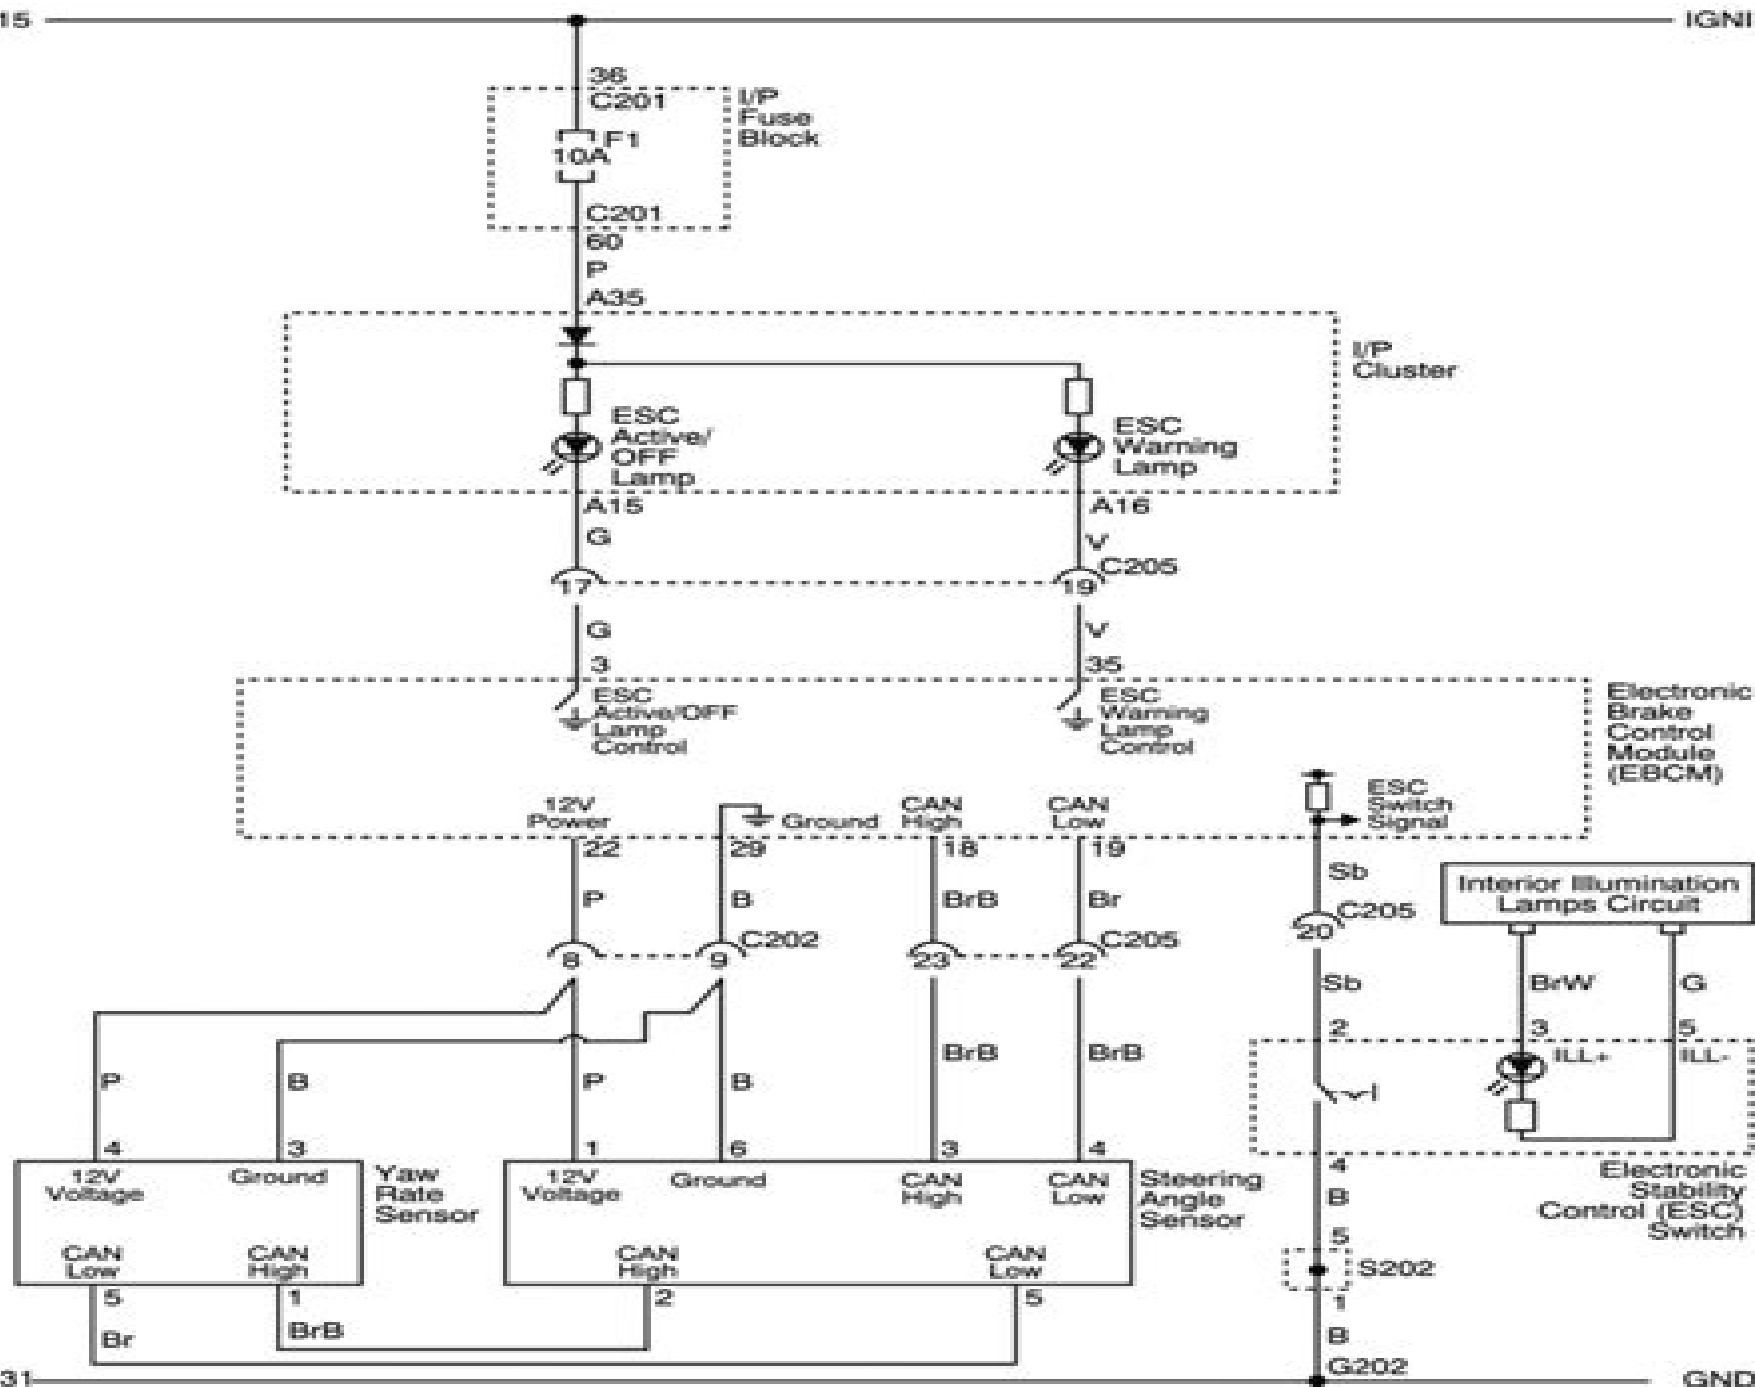 15
IGNI
36
C201
I/P
Fuse
Block
F1
10A
C201
60
P
A35
I/P
Cluster
ESC
Active/
OFF
Lamp
ESC
Warning
Lamp
A15
A16
G
V
C205
17
19
G
V
3
35
ESC
Active/OFF
Lamp
Control
ESC
Warning
Lamp
Control
Electronic
Brake
Control
Module
(EBCM)
12V
Power
Ground
CAN
High
CAN
Low
ESC
Switch
Signal
22
29
18
19
P
B
BrB
Br
Sb
Interior Illumination
Lamps Circuit
C202
C205
C205
8
9
23
22
20
Sb
BrW
G
2
3
5
ILL+
ILL-
P
B
P
B
BrB
BrB
4
3
1
6
3
4
12V
Voltage
Ground
Yaw
Rate
Sensor
12V
Voltage
Ground
CAN
High
CAN
Low
Steering
Angle
Sensor
4
B
5
Electronic
Stability
Control (ESC)
Switch
CAN
Low
CAN
High
CAN
High
CAN
Low
S202
5
1
2
5
1
Br
BrB
B
G202
31
GND